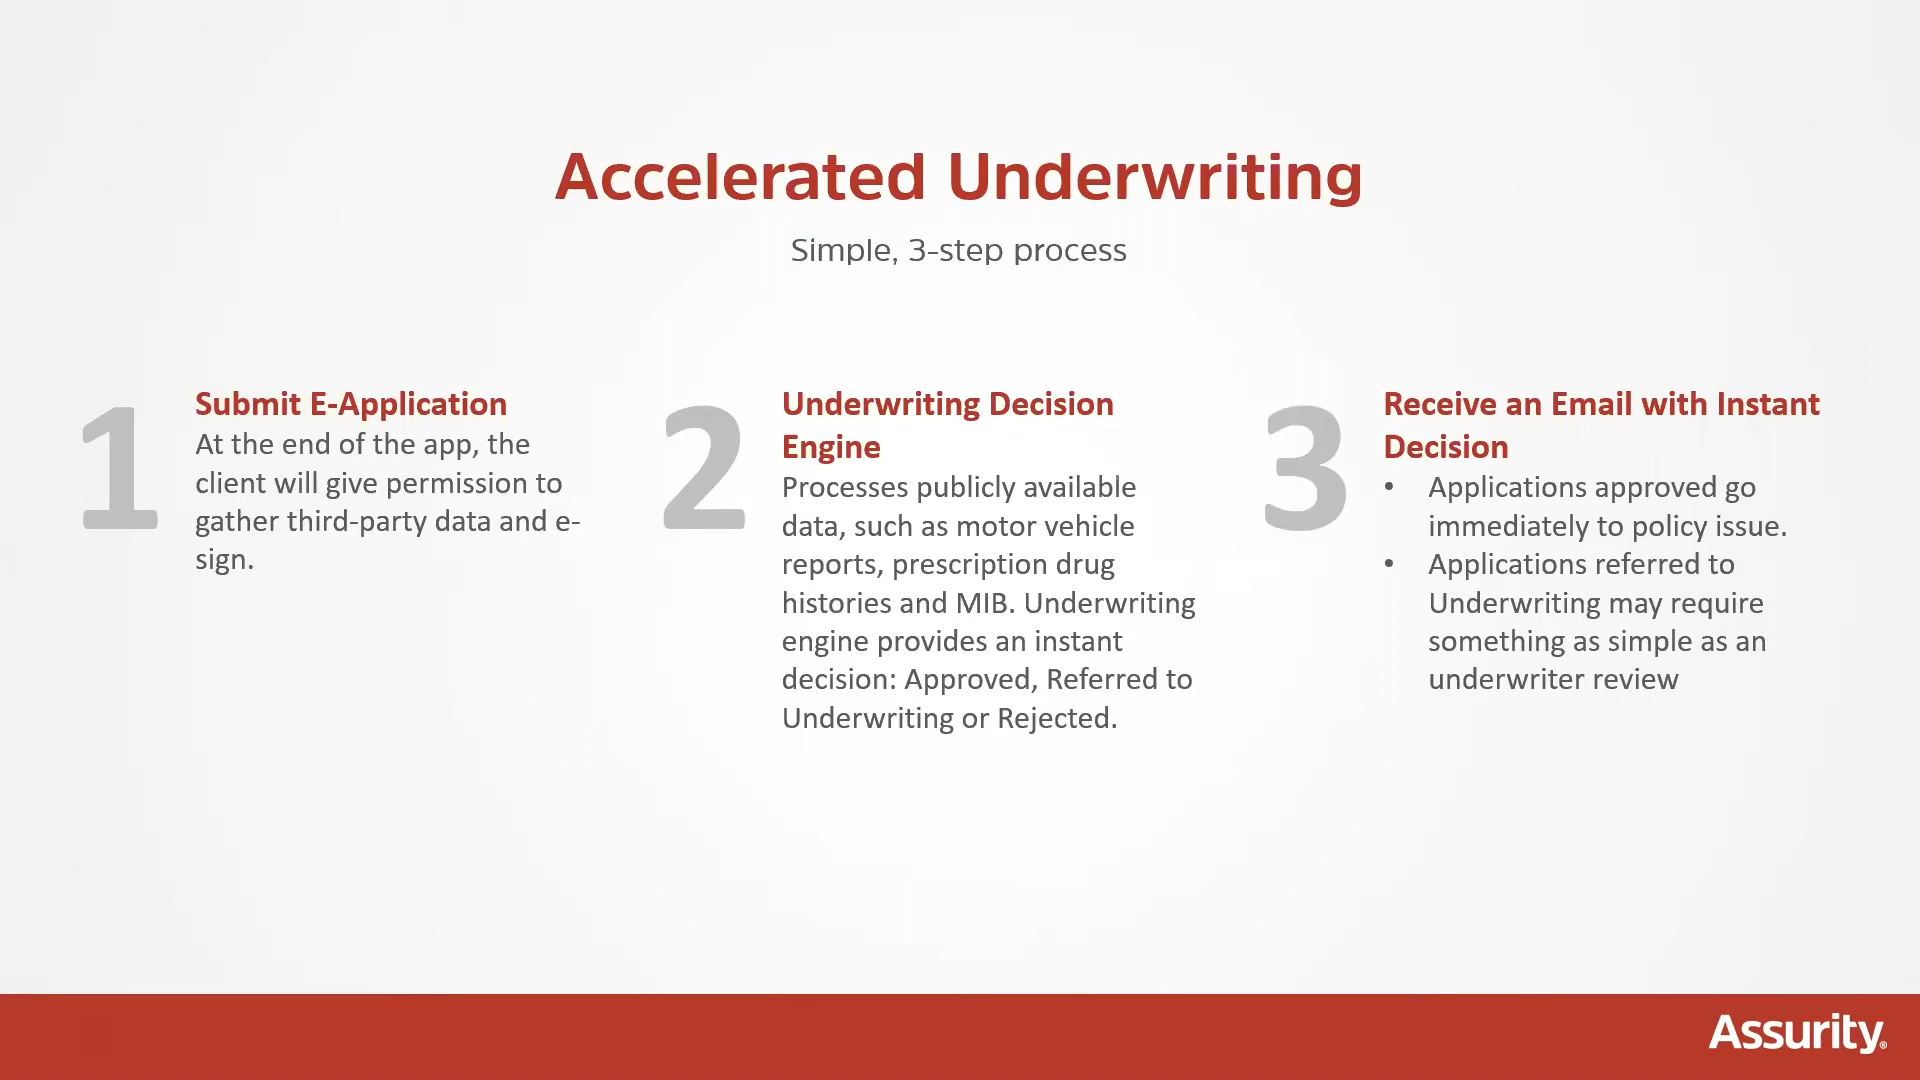 Accelerated Underwriting
Simple, 3-step process
1
Submit E-Application
At the end of the app, the
client will give permission to
gather third-party data and e-
sign.
2
Underwriting Decision
Engine
Processes publicly available
data, such as motor vehicle
reports, prescription drug
histories and MIB. Underwriting
engine provides an instant
decision: Approved, Referred to
Underwriting or Rejected.
3
Receive an Email with Instant
Decision
• Applications approved go
immediately to policy issue.
• Applications referred to
Underwriting may require
something as simple as an
underwriter review
Assurity®